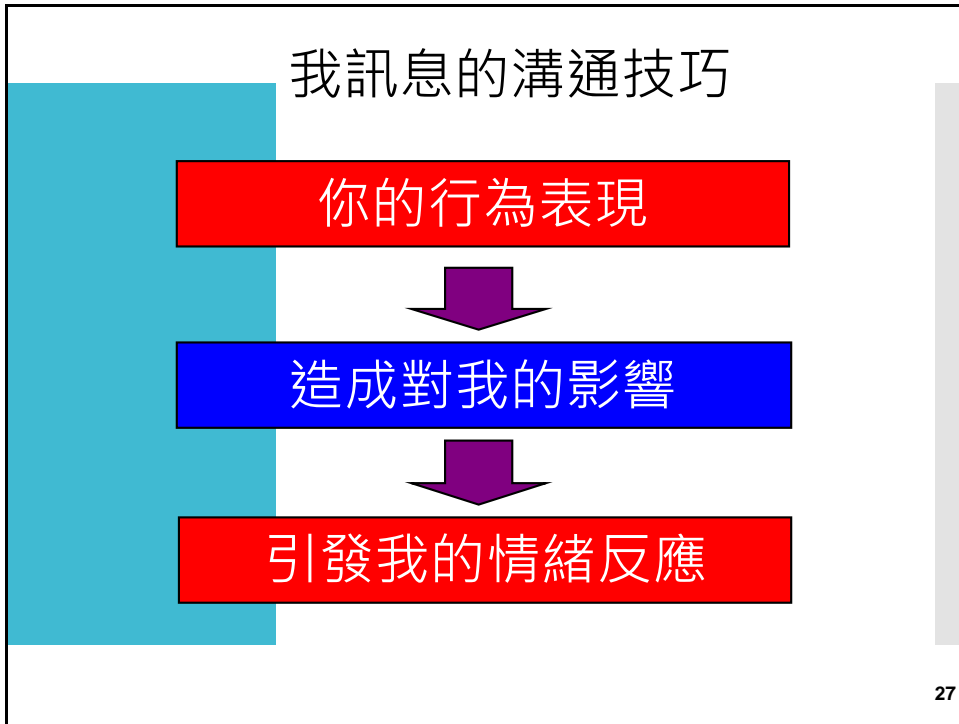 我訊息的溝通技巧
你的行為表現
造成對我的影響
引發我的情緒反應
27